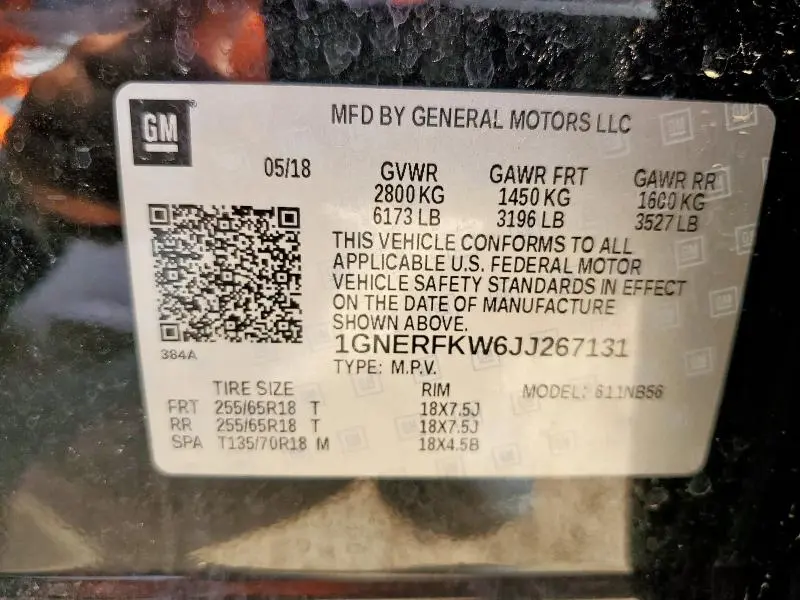 GM
MFD BY GENERAL MOTORS LLC
05/18 GVWR GAWR FRT GAWR RR
2800 KG 1450 KG 1600 KG
6173 LB 3196 LB 3527 LB
THIS VEHICLE CONFORMS TO ALL
APPLICABLE U.S. FEDERAL MOTOR
VEHICLE SAFETY STANDARDS IN EFFECT
ON THE DATE OF MANUFACTURE
SHOWN ABOVE.
384A
1GNERFKW6JJ267131
TYPE: M.P.V.
TIRE SIZE RIM MODEL: 611NB56
FRT 255/65R18 T 18X7.5J
RR 255/65R18 T 18X7.5J
SPA T135/70R18 M 18X4.5B